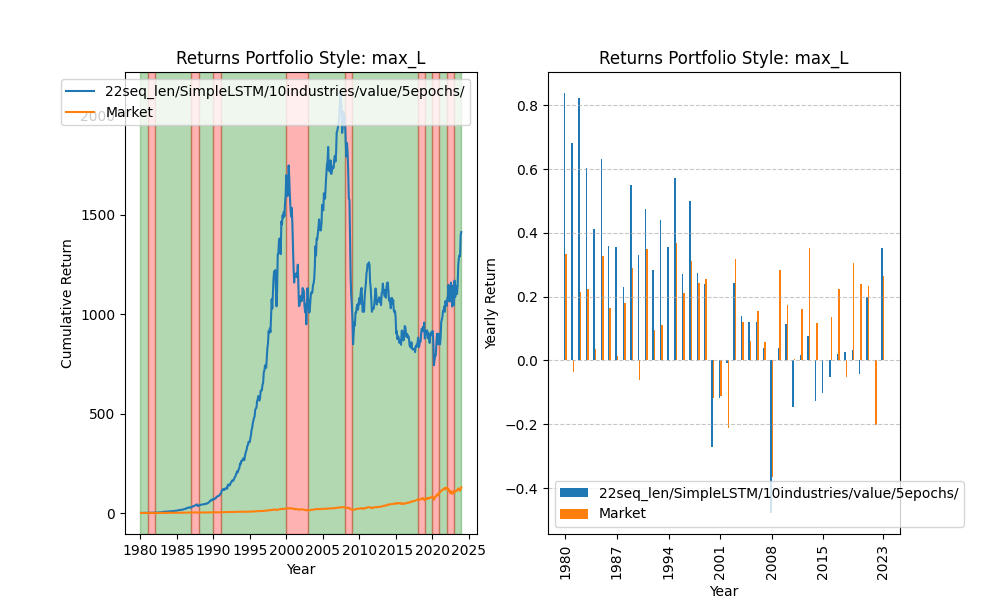 Returns Portfolio Style: max_L
22seq_len/SimpleLSTM/10industries/value/5epochs/
Market
Cumulative Return
2000
1500
1000
500
0
1980 1985 1990 1995 2000 2005 2010 2015 2020 2025
Year
Returns Portfolio Style: max_L
Yearly Return
0.8
0.6
0.4
0.2
0.0
−0.2
−0.4
22seq_len/SimpleLSTM/10industries/value/5epochs/
Market
1980 1987 1994 2001 2008 2015 2023
Year